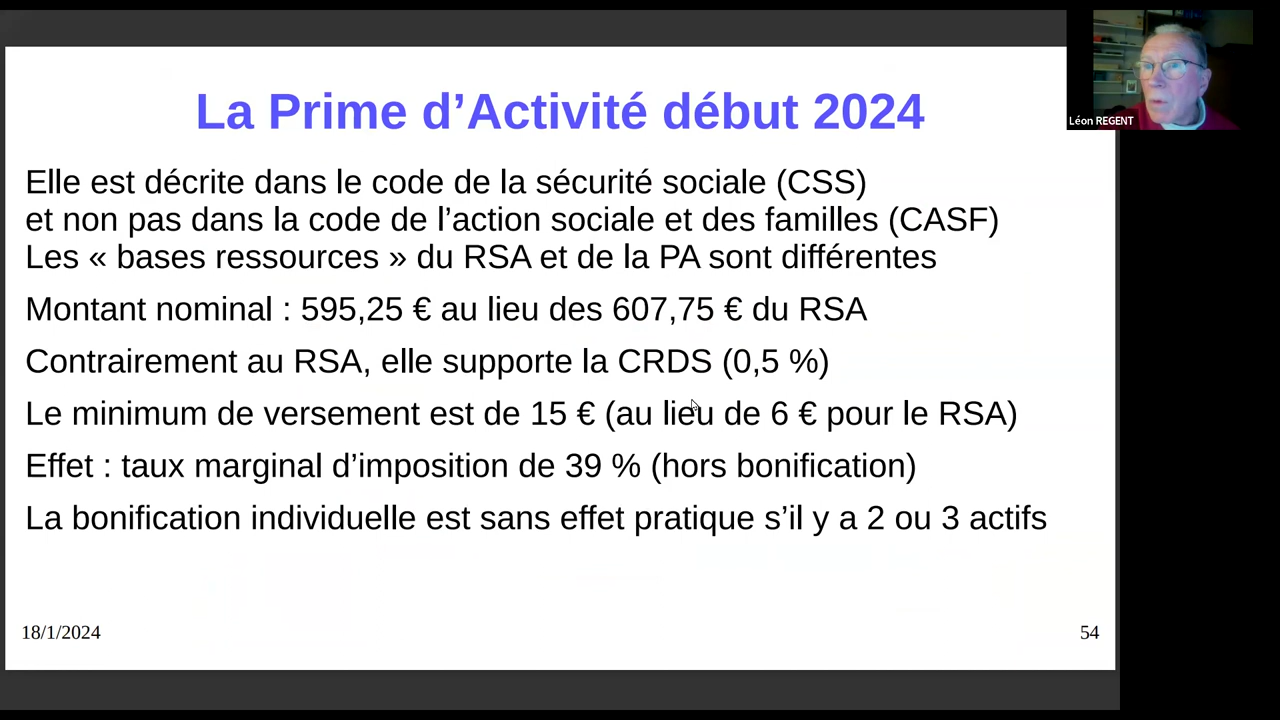 La Prime d’Activité début 2024
Léon REGENT
Elle est décrite dans le code de la sécurité sociale (CSS)
et non pas dans la code de l’action sociale et des familles (CASF)
Les « bases ressources » du RSA et de la PA sont différentes
Montant nominal : 595,25 € au lieu des 607,75 € du RSA
Contrairement au RSA, elle supporte la CRDS (0,5 %)
Le minimum de versement est de 15 € (au lieu de 6 € pour le RSA)
Effet : taux marginal d’imposition de 39 % (hors bonification)
La bonification individuelle est sans effet pratique s’il y a 2 ou 3 actifs
18/1/2024
54